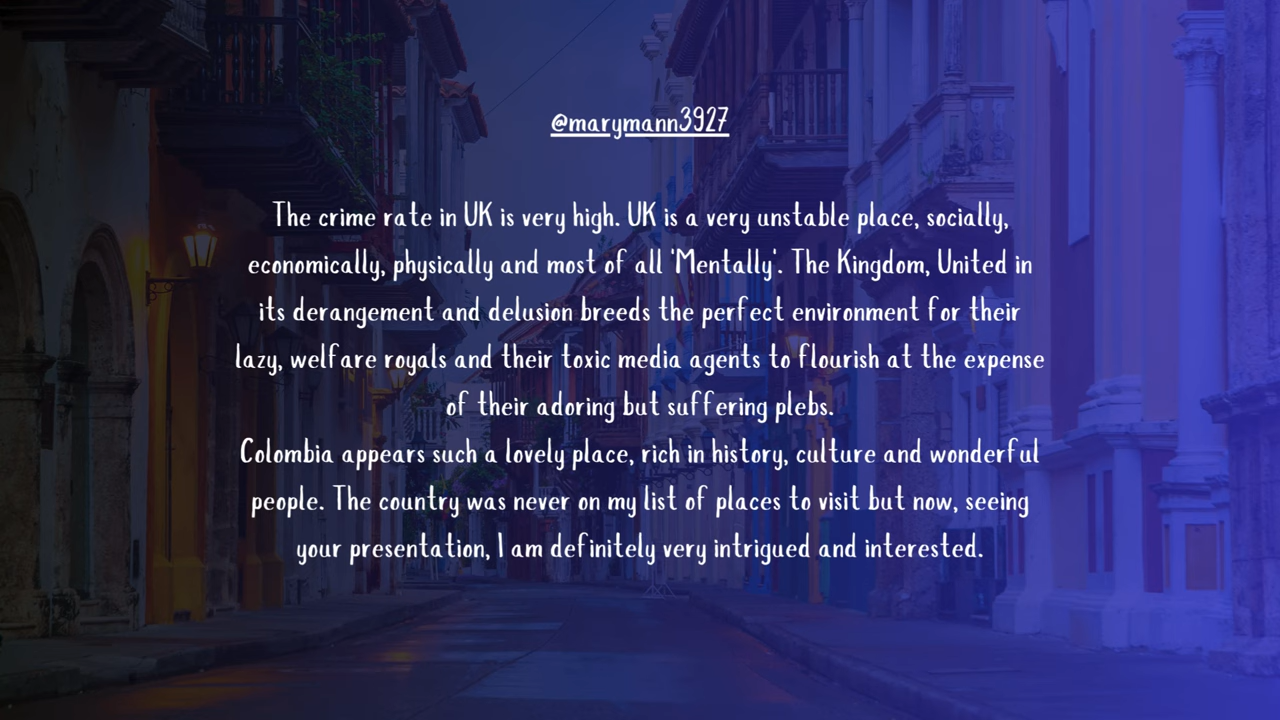 @marymann3927
The crime rate in UK is very high. UK is a very unstable place, socially,
economically, physically and most of all 'Mentally'. The Kingdom, United in
its derangement and delusion breeds the perfect environment for their
lazy, welfare royals and their toxic media agents to flourish at the expense
of their adoring but suffering plebs.
Colombia appears such a lovely place, rich in history, culture and wonderful
people. The country was never on my list of places to visit but now, seeing
your presentation, I am definitely very intrigued and interested.